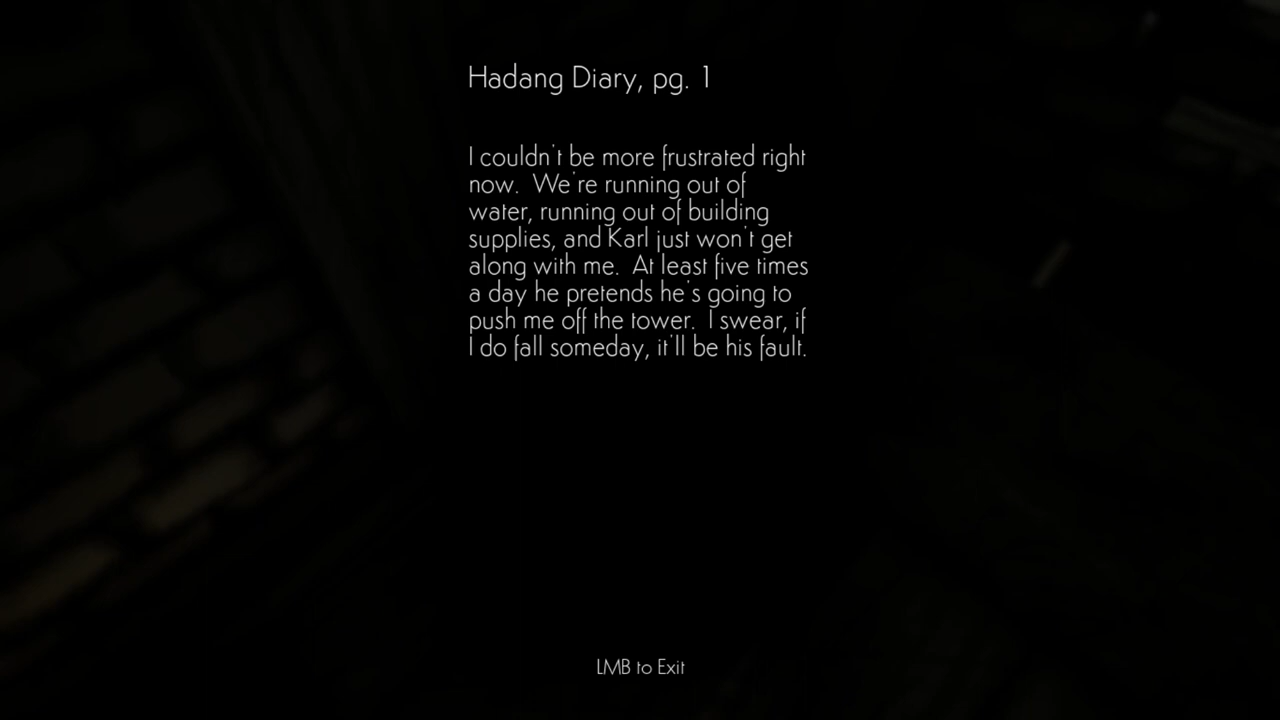 Hadang Diary, pg. 1
I couldn't be more frustrated right
now.  We're running out of
water, running out of building
supplies, and Karl just won't get
along with me.  At least five times
a day he pretends he's going to
push me off the tower.  I swear, if
I do fall someday, it'll be his fault.
LMB to Exit